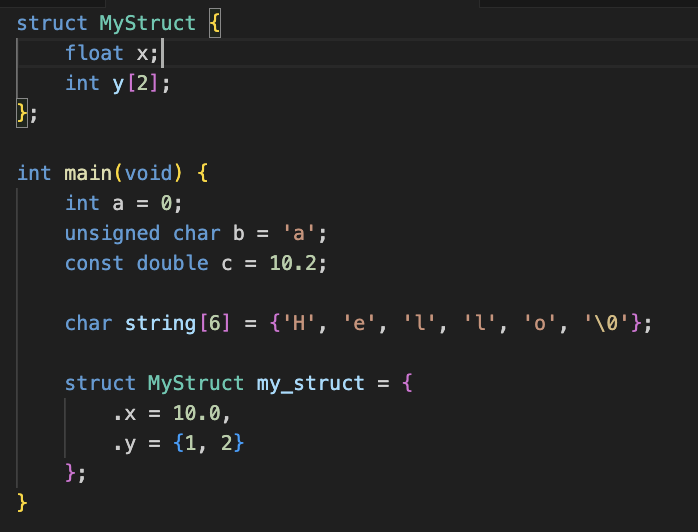 struct MyStruct {
    float x;
    int y[2];
};

int main(void) {
    int a = 0;
    unsigned char b = 'a';
    const double c = 10.2;

    char string[6] = {'H', 'e', 'l', 'l', 'o', '\0'};

    struct MyStruct my_struct = {
        .x = 10.0,
        .y = {1, 2}
    };
}